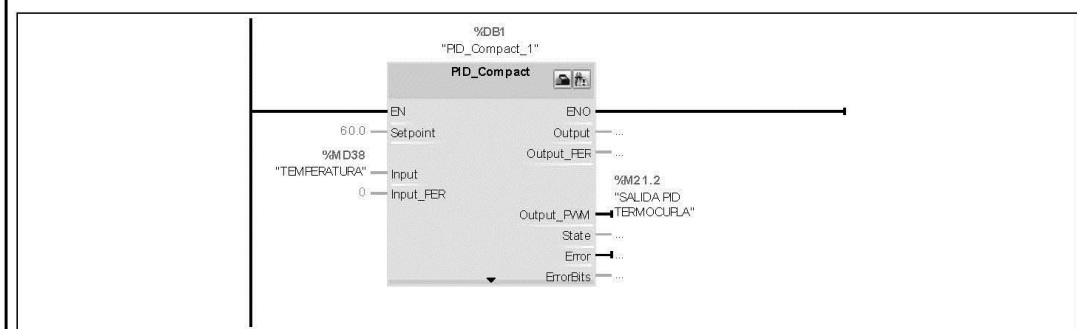 %DB1
"PID_Compact_1"
PID_Compact
EN
ENO
60.0
Setpoint
Output
...
%MD38
"TEMPERATURA"
Input
Output_PER
...
0
Input_PER
%M21.2
"SALIDA PID
TERMOCUPLA"
Output_PWM
State
...
Error
...
ErrorBits
...